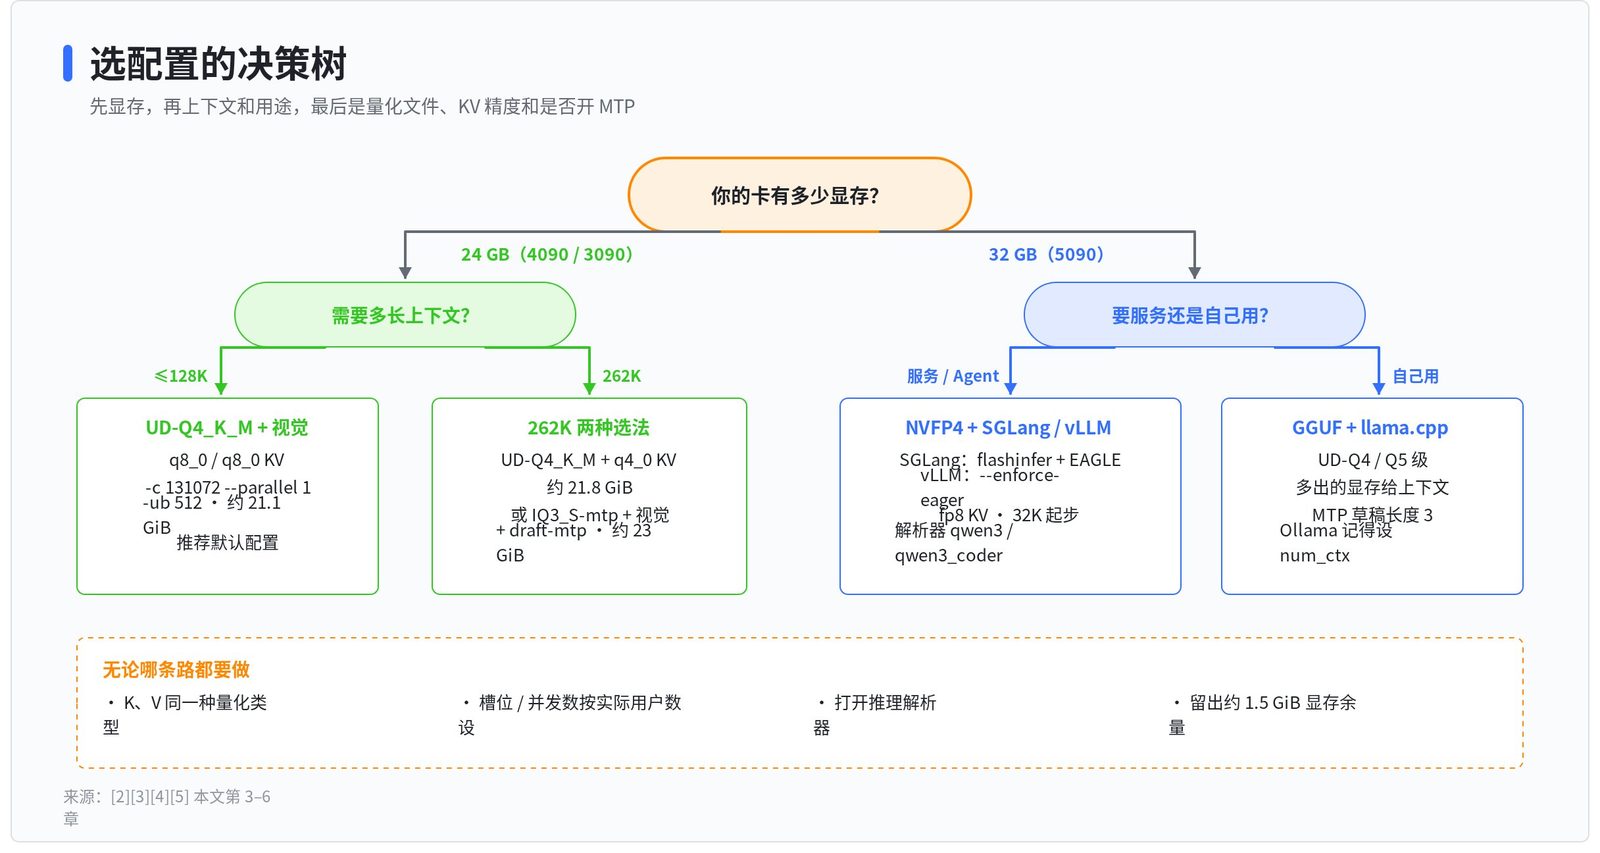 选配置的决策树
先显存，再上下文和用途，最后是量化文件、KV 精度和是否开 MTP
你的卡有多少显存？
24 GB（4090 / 3090）
32 GB（5090）
需要多长上下文？
要服务还是自己用？
≤128K
262K
服务 / Agent
自己用
UD-Q4_K_M + 视觉
q8_0 / q8_0 KV
-c 131072 --parallel 1
-ub 512 · 约 21.1
GiB
推荐默认配置
262K 两种选法
UD-Q4_K_M + q4_0 KV
约 21.8 GiB
或 IQ3_S-mtp + 视觉
+ draft-mtp · 约 23
GiB
NVFP4 + SGLang / vLLM
SGLang：flashinfer + EAGLE
vLLM：--enforce-
eager
fp8 KV · 32K 起步
解析器 qwen3 /
qwen3_coder
GGUF + llama.cpp
UD-Q4 / Q5 级
多出的显存给上下文
MTP 草稿长度 3
Ollama 记得设
num_ctx
无论哪条路都要做
· K、V 同一种量化类
型
· 槽位 / 并发数按实际用户数
设
· 打开推理解析
器
· 留出约 1.5 GiB 显存余
量
来源：[2][3][4][5] 本文第 3–6
章